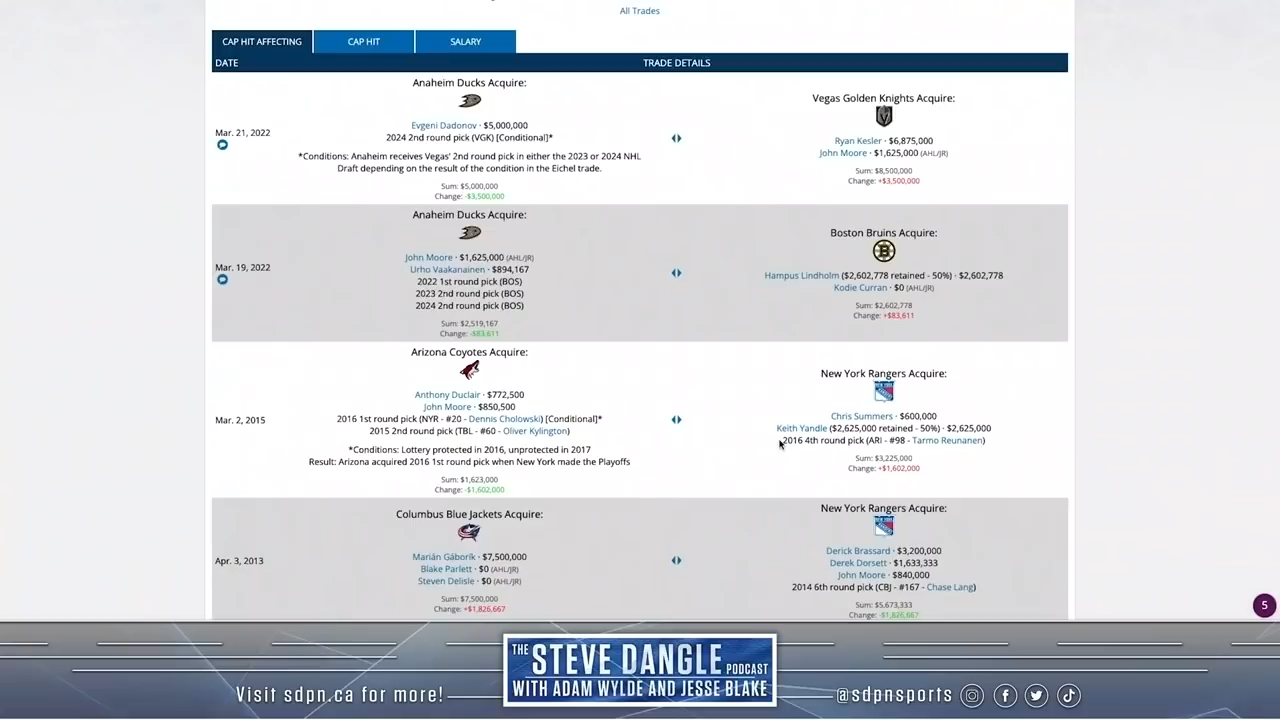 All Trades
CAP HIT AFFECTING
CAP HIT
SALARY
DATE
TRADE DETAILS
Mar. 21, 2022
Anaheim Ducks Acquire:
Evgeni Dadonov · $5,000,000
2024 2nd round pick (VGK) [Conditional]*
*Conditions: Anaheim receives Vegas' 2nd round pick in either the 2023 or 2024 NHL
Draft depending on the result of the condition in the Eichel trade.
Sum: $5,000,000
Change: -$3,500,000
Vegas Golden Knights Acquire:
Ryan Kesler · $6,875,000
John Moore · $1,625,000 (AHL/JR)
Sum: $8,500,000
Change: +$3,500,000
Mar. 19, 2022
Anaheim Ducks Acquire:
John Moore · $1,625,000 (AHL/JR)
Urho Vaakanainen · $894,167
2022 1st round pick (BOS)
2023 2nd round pick (BOS)
2024 2nd round pick (BOS)
Sum: $2,519,167
Change: -$83,611
Boston Bruins Acquire:
Hampus Lindholm ($2,602,778 retained - 50%) · $2,602,778
Kodie Curran · $0 (AHL/JR)
Sum: $2,602,778
Change: +$83,611
Mar. 2, 2015
Arizona Coyotes Acquire:
Anthony Duclair · $772,500
John Moore · $850,500
2016 1st round pick (NYR - #20 - Dennis Cholowski) [Conditional]*
2015 2nd round pick (TBL - #60 - Oliver Kylington)
*Conditions: Lottery protected in 2016, unprotected in 2017
Result: Arizona acquired 2016 1st round pick when New York made the Playoffs
Sum: $1,623,000
Change: -$1,602,000
New York Rangers Acquire:
NEW YORK
Chris Summers · $600,000
Keith Yandle ($2,625,000 retained - 50%) · $2,625,000
2016 4th round pick (ARI - #98 - Tarmo Reunanen)
Sum: $3,225,000
Change: +$1,602,000
Apr. 3, 2013
Columbus Blue Jackets Acquire:
Marián Gáborík · $7,500,000
Blake Parlett · $0 (AHL/JR)
Steven Delisle · $0 (AHL/JR)
Sum: $7,500,000
Change: +$1,826,667
New York Rangers Acquire:
NEW YORK
Derick Brassard · $3,200,000
Derek Dorsett · $1,633,333
John Moore · $840,000
2014 6th round pick (CBJ - #167 - Chase Lang)
Sum: $5,673,333
Change: -$1,826,667
5
Visit sdpn.ca for more!
THE STEVE DANGLE PODCAST
WITH ADAM WYLDE AND JESSE BLAKE
@sdpnsports